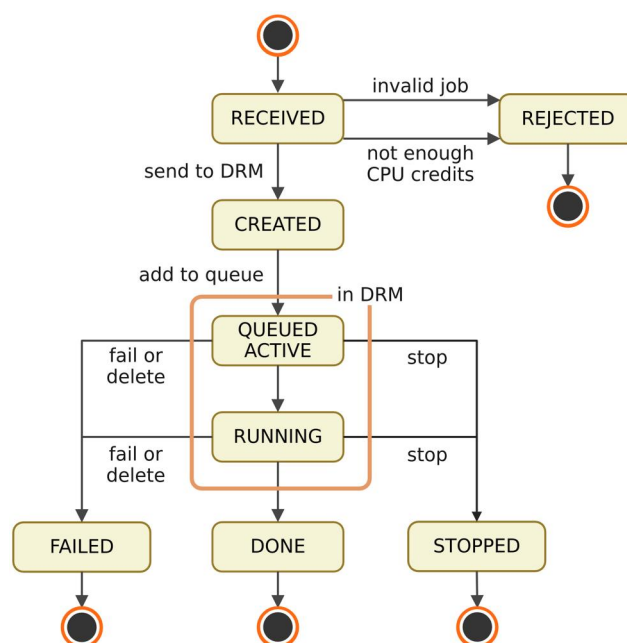 invalid job
RECEIVED
REJECTED
not enough
CPU credits
send to DRM
CREATED
add to queue
in DRM
QUEUED
ACTIVE
fail or
delete
stop
RUNNING
fail or
delete
stop
FAILED
DONE
STOPPED